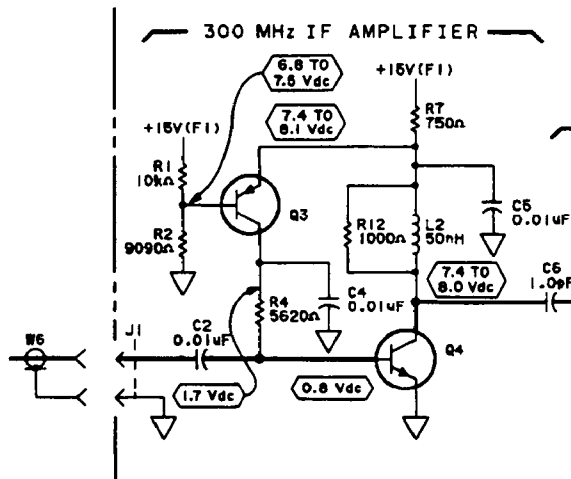 300 MHz IF AMPLIFIER
6.8 TO
7.5 Vdc
+15V(F1)
7.4 TO
8.1 Vdc
R7
750Ω
+15V(F1)
R1
10kΩ
Q3
C5
0.01uF
R12
1000Ω
L2
50nH
R2
9090Ω
7.4 TO
8.0 Vdc
C6
1.0pF
C4
0.01uF
R4
5620Ω
W6
J1
C2
0.01uF
Q4
1.7 Vdc
0.8 Vdc